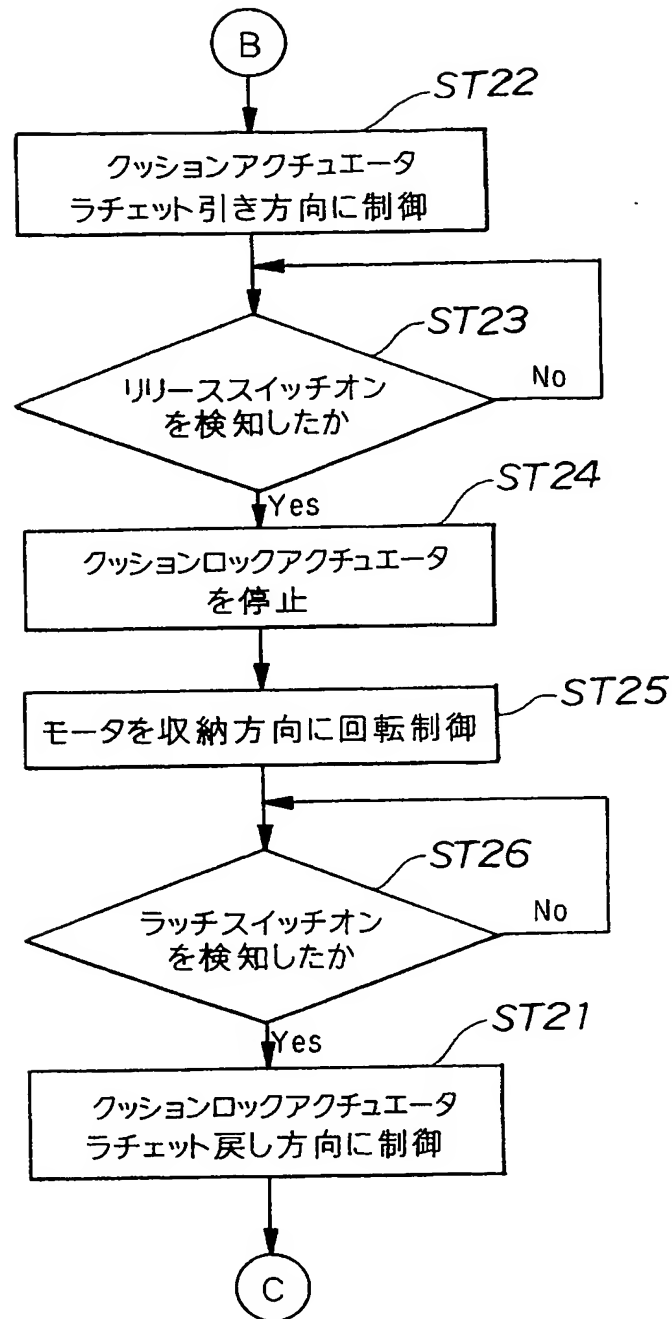 B
ST22
クッションアクチュエータ
ラチェット引き方向に制御
ST23
リリーススイッチオン
を検知したか
No
Yes
ST24
クッションロックアクチュエータ
を停止
ST25
モータを収納方向に回転制御
ST26
ラッチスイッチオン
を検知したか
No
Yes
ST21
クッションロックアクチュエータ
ラチェット戻し方向に制御
C